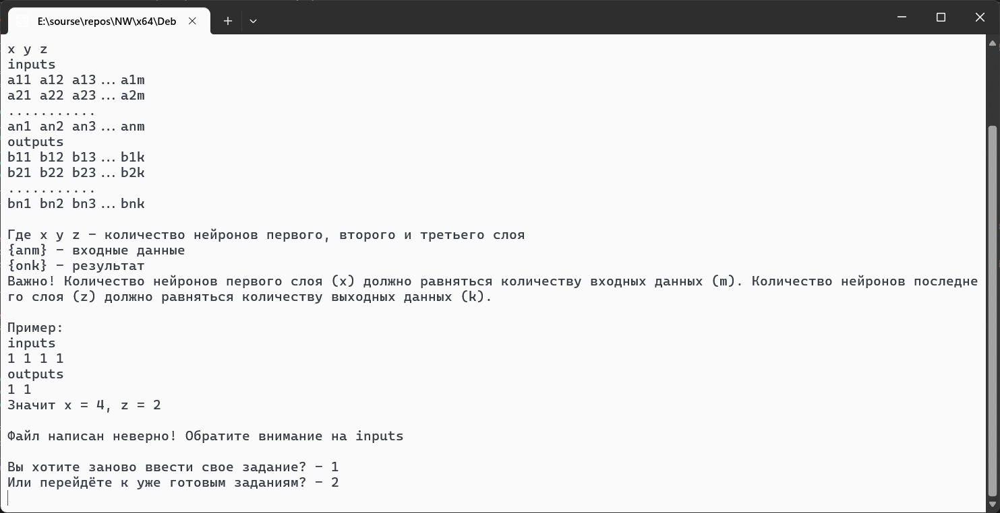 E:\sourse\repos\NW\x64\Deb
x y z
inputs
a11 a12 a13...a1m
a21 a22 a23...a2m
...........
an1 an2 an3...anm
outputs
b11 b12 b13...b1k
b21 b22 b23...b2k
...........
bn1 bn2 bn3...bnk
Где x y z - количество нейронов первого, второго и третьего слоя
{anm} - входные данные
{onk} - результат
Важно! Количество нейронов первого слоя (x) должно равняться количеству входных данных (m). Количество нейронов последне
го слоя (z) должно равняться количеству выходных данных (k).
Пример:
inputs
1 1 1 1
outputs
1 1
Значит x = 4, z = 2
Файл написан неверно! Обратите внимание на inputs
Вы хотите заново ввести свое задание? - 1
Или перейдёте к уже готовым заданиям? - 2